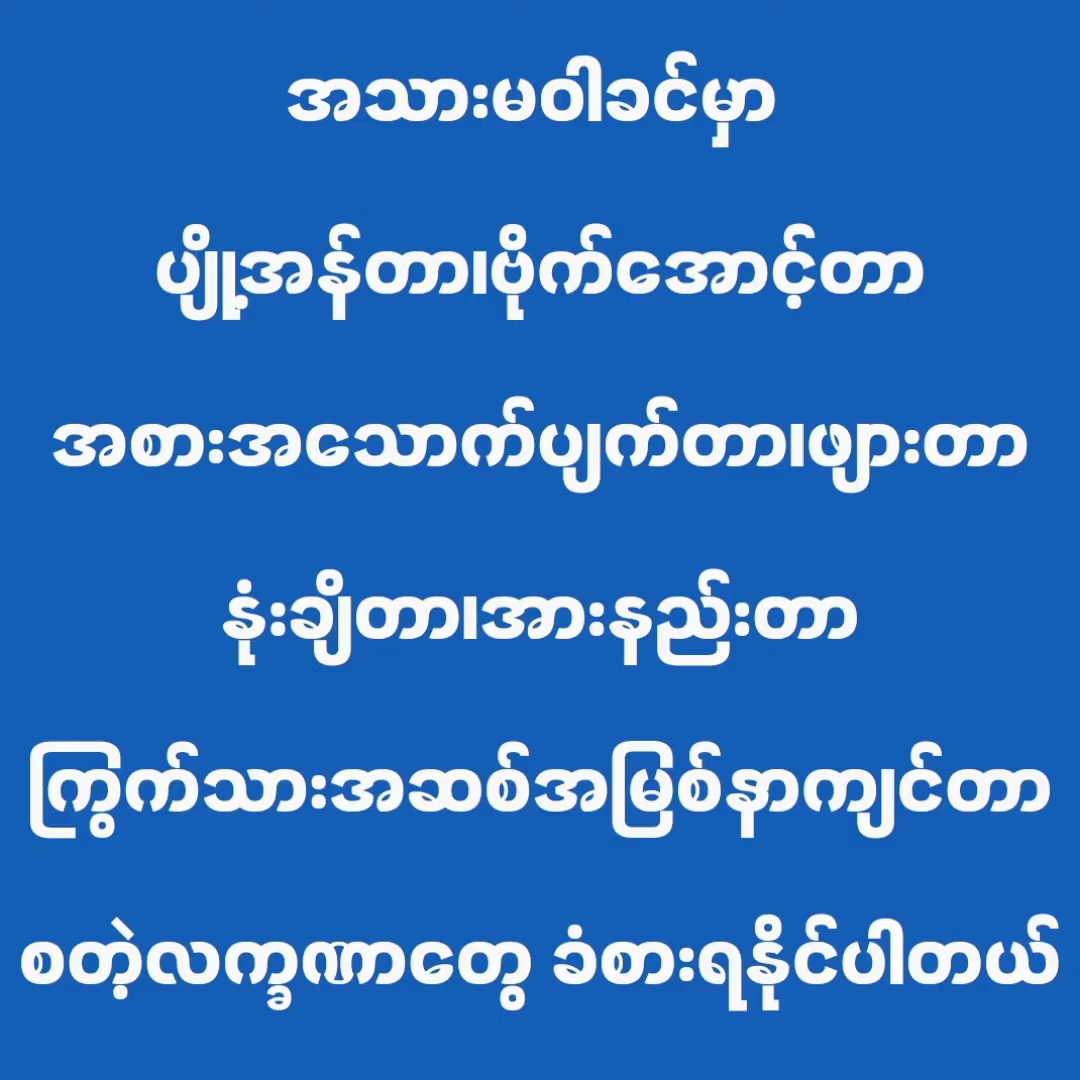 အသားမဝါခင်မှာ
ပျို့အန်တာ၊ဗိုက်အောင့်တာ
အစားအသောက်ပျက်တာ၊ဖျားတာ
နုံးချိတာ၊အားနည်းတာ
ကြွက်သားအဆစ်အမြစ်နာကျင်တာ
စတဲ့လက္ခဏာတွေ ခံစားရနိုင်ပါတယ်